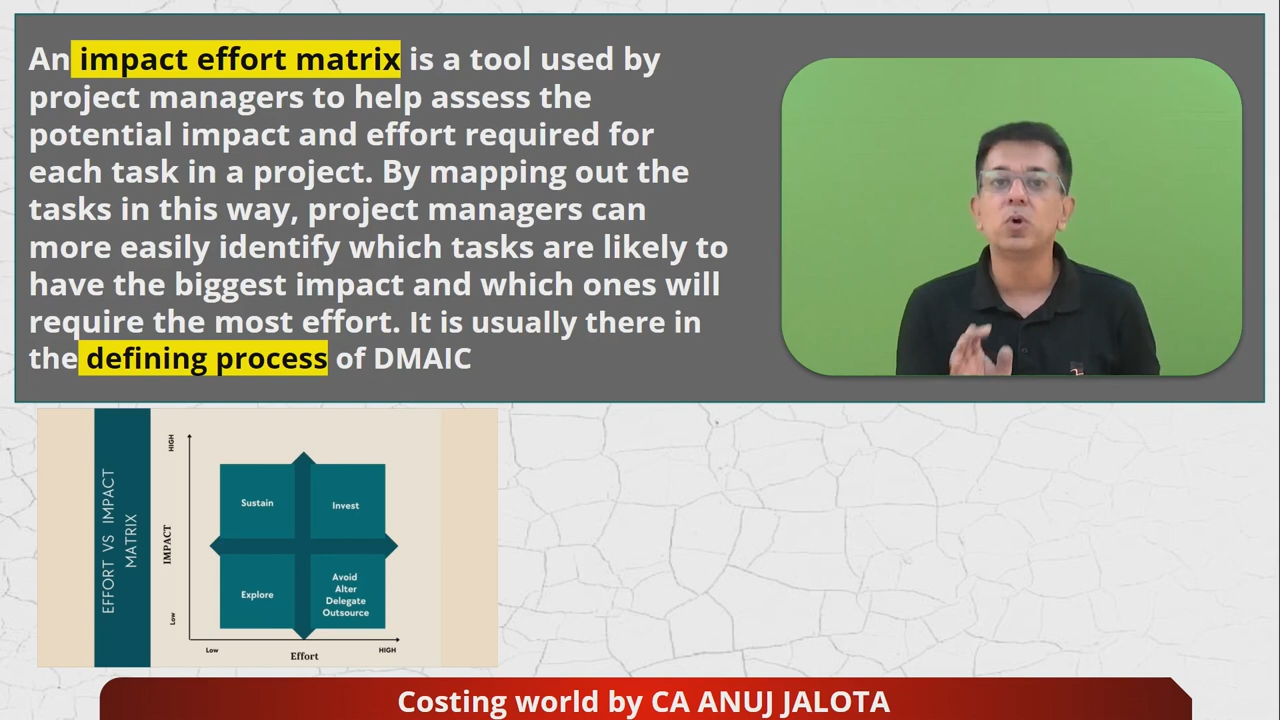 An impact effort matrix is a tool used by
project managers to help assess the
potential impact and effort required for
each task in a project. By mapping out the
tasks in this way, project managers can
more easily identify which tasks are likely to
have the biggest impact and which ones will
require the most effort. It is usually there in
the defining process of DMAIC
EFFORT VS IMPACT
MATRIX
HIGH
IMPACT
Low
Sustain
Invest
Explore
Avoid
Alter
Delegate
Outsource
Low
Effort
HIGH
Costing world by CA ANUJ JALOTA